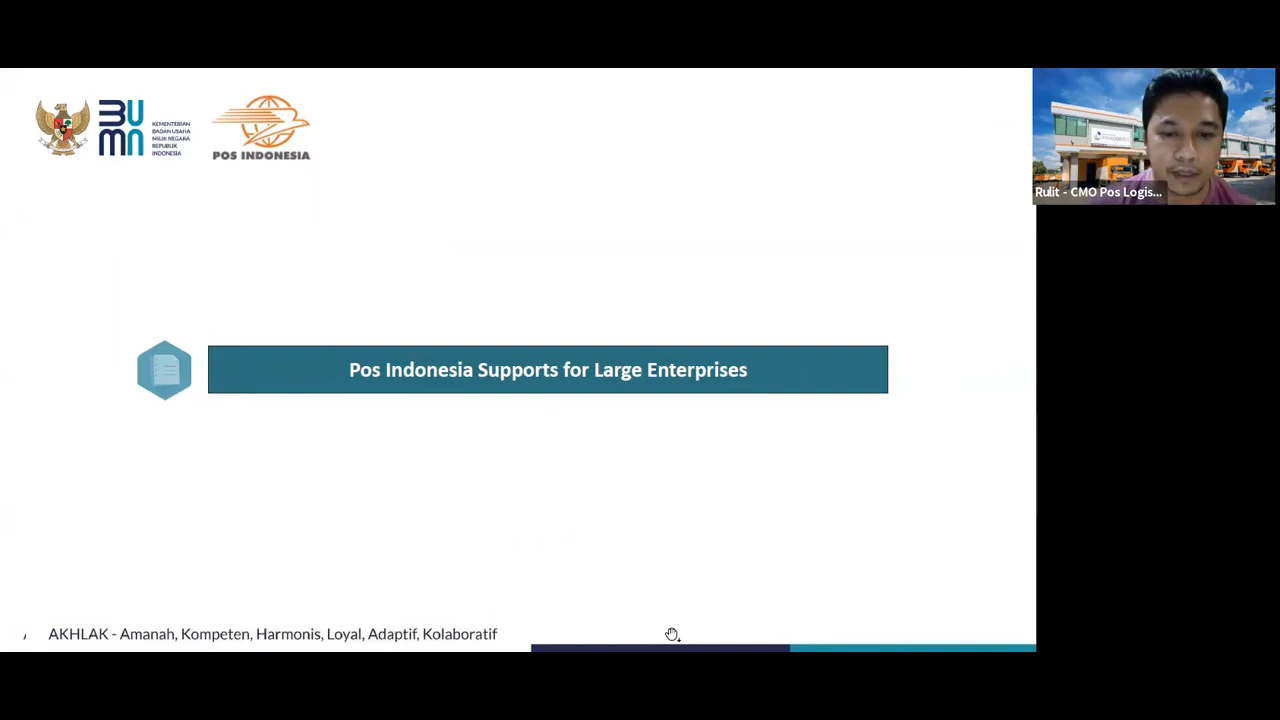 BUMN
KEMENTERIAN
BADAN USAHA
MILIK NEGARA
REPUBLIK
INDONESIA
POS INDONESIA
Rulit - CMO Pos Logis...
Pos Indonesia Supports for Large Enterprises
/ AKHLAK - Amanah, Kompeten, Harmonis, Loyal, Adaptif, Kolaboratif